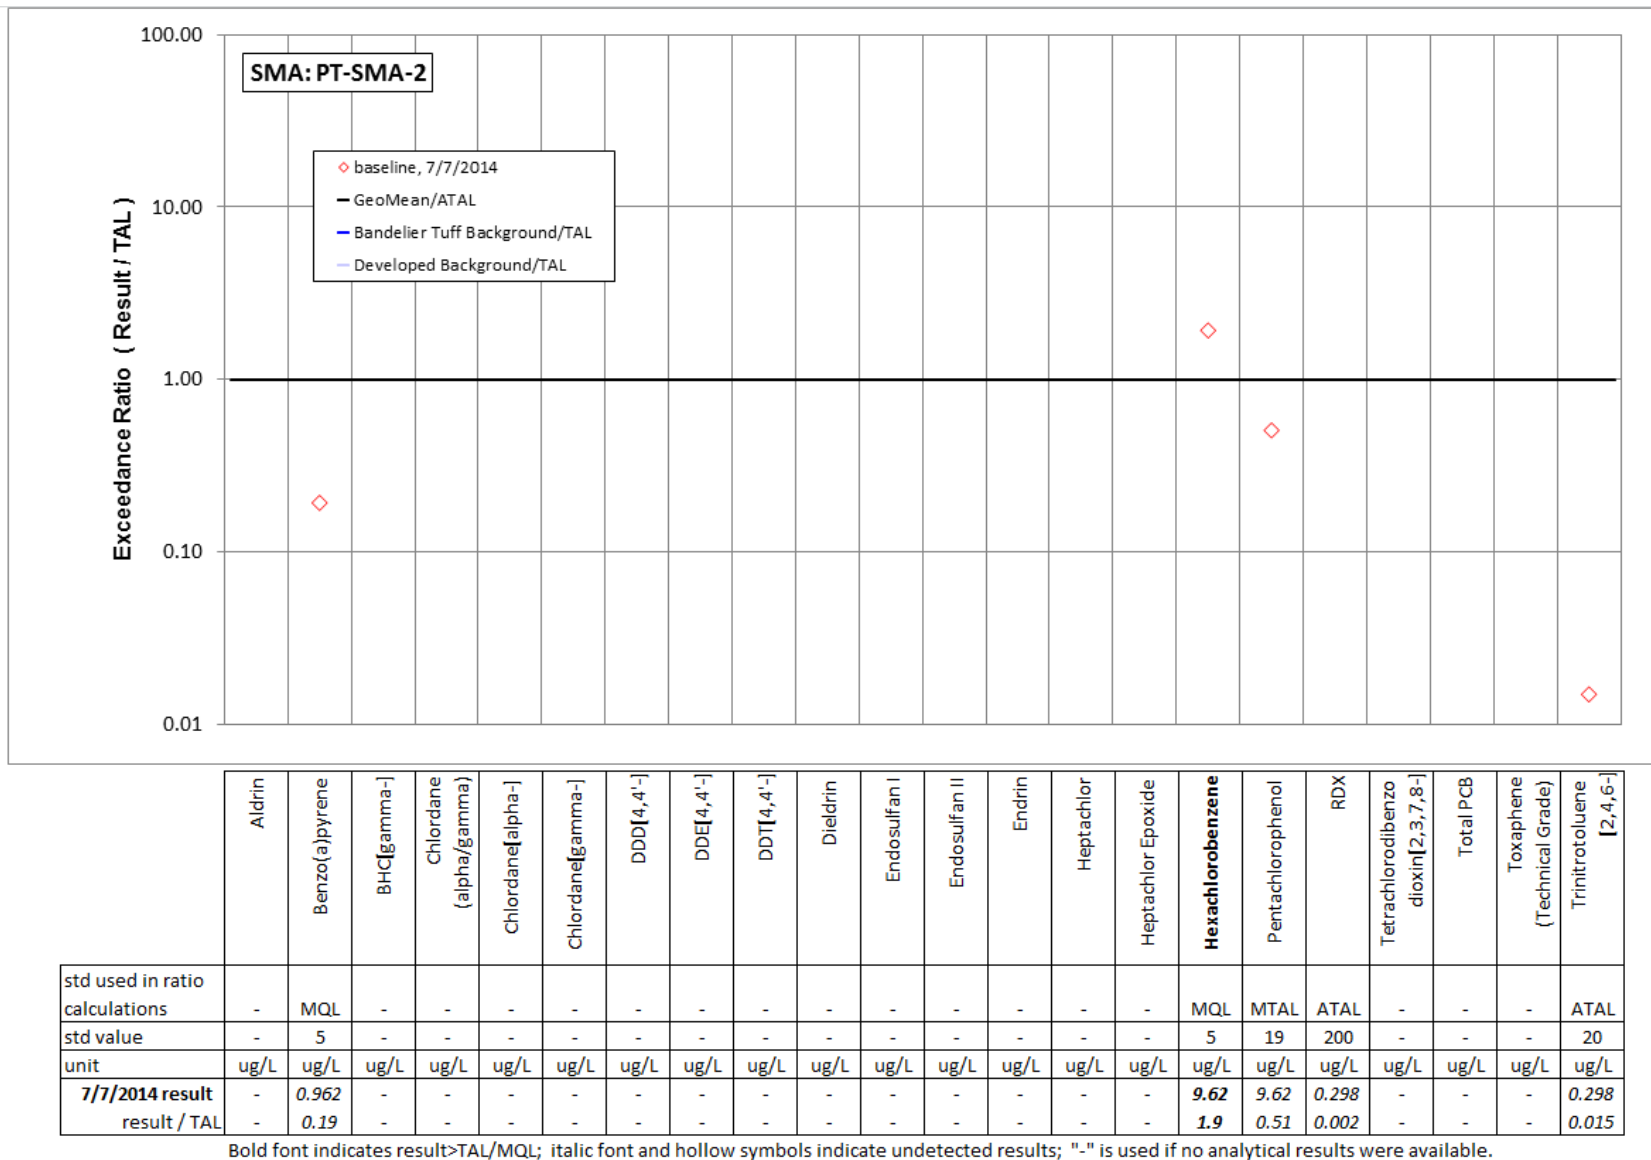 SMA: PT-SMA-2
100.00
10.00
1.00
0.10
0.01
Exceedance Ratio ( Result / TAL )
baseline, 7/7/2014
GeoMean/ATAL
Bandelier Tuff Background/TAL
Developed Background/TAL
Aldrin
Benzo(a)pyrene
BHC[gamma-]
Chlordane
(alpha/gamma)
Chlordane[alpha-]
Chlordane[gamma-]
DDD[4,4'-]
DDE[4,4'-]
DDT[4,4'-]
Dieldrin
Endosulfan I
Endosulfan II
Endrin
Heptachlor
Heptachlor Epoxide
Hexachlorobenzene
Pentachlorophenol
RDX
Tetrachlorodibenzo
dioxin[2,3,7,8-]
Total PCB
Toxaphene
(Technical Grade)
Trinitrotoluene
[2,4,6-]
std used in ratio
calculations - MQL - - - - - - - - - - - - - MQL MTAL ATAL - - - ATAL
std value - 5 - - - - - - - - - - - - - 5 19 200 - - - 20
unit ug/L ug/L ug/L ug/L ug/L ug/L ug/L ug/L ug/L ug/L ug/L ug/L ug/L ug/L ug/L ug/L ug/L ug/L ug/L ug/L ug/L ug/L
7/7/2014 result - 0.962 - - - - - - - - - - - - - 9.62 9.62 0.298 - - - 0.298
result / TAL - 0.19 - - - - - - - - - - - - - 1.9 0.51 0.002 - - - 0.015
Bold font indicates result>TAL/MQL; italic font and hollow symbols indicate undetected results; "-" is used if no analytical results were available.